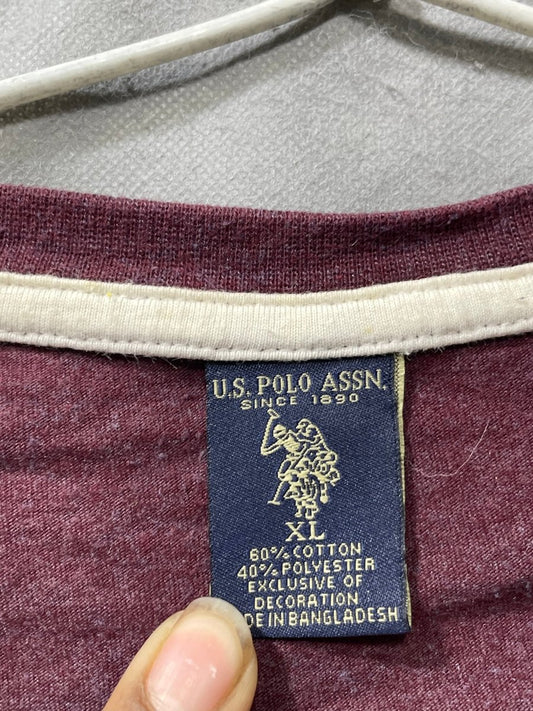 U.S. POLO ASSN.
SINCE 1890
XL
60% COTTON
40% POLYESTER
EXCLUSIVE OF
DECORATION
DE IN BANGLADESH